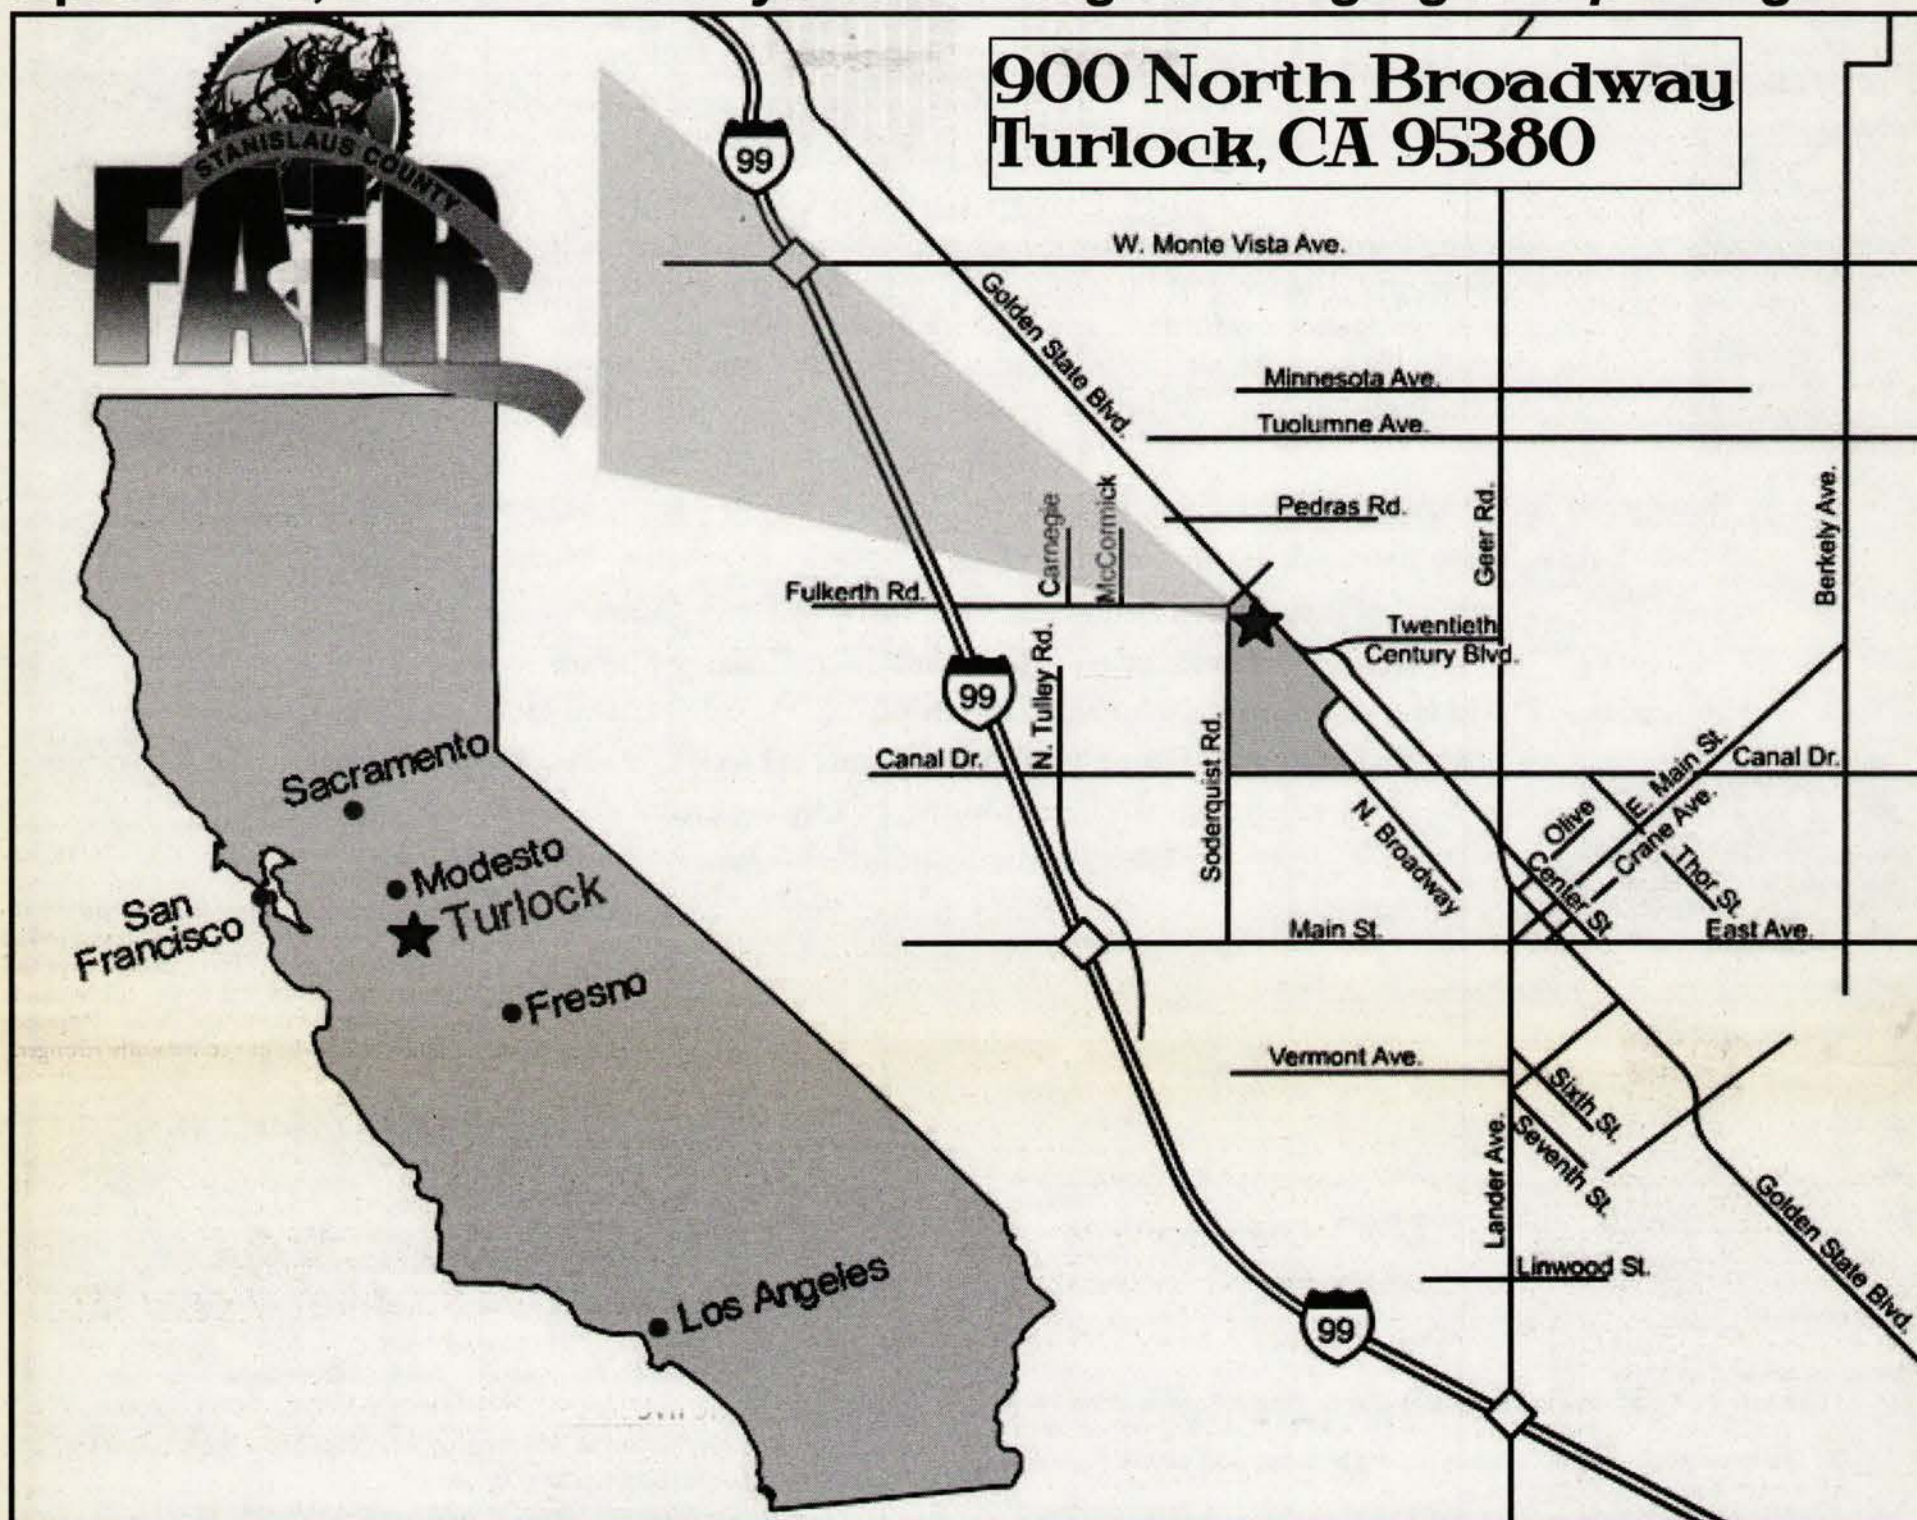 STANISLAUS COUNTY
FAIR
900 North Broadway
Turlock, CA 95380
99
W. Monte Vista Ave.
Golden State Blvd.
Minnesota Ave.
Tuolumne Ave.
Pedras Rd.
Geer Rd.
Berkely Ave.
Carnegie
McCormick
Fulkerth Rd.
Twentieth
Century Blvd.
N. Tulley Rd.
99
Soderquist Rd.
Canal Dr.
Canal Dr.
E. Main St.
Olive
Crane Ave.
N. Broadway
Center St.
Thor St.
Main St.
East Ave.
Vermont Ave.
Sixth St.
Seventh St.
Lander Ave.
Golden State Blvd.
Linwood St.
99
Sacramento
Modesto
Turlock
San
Francisco
Fresno
Los Angeles